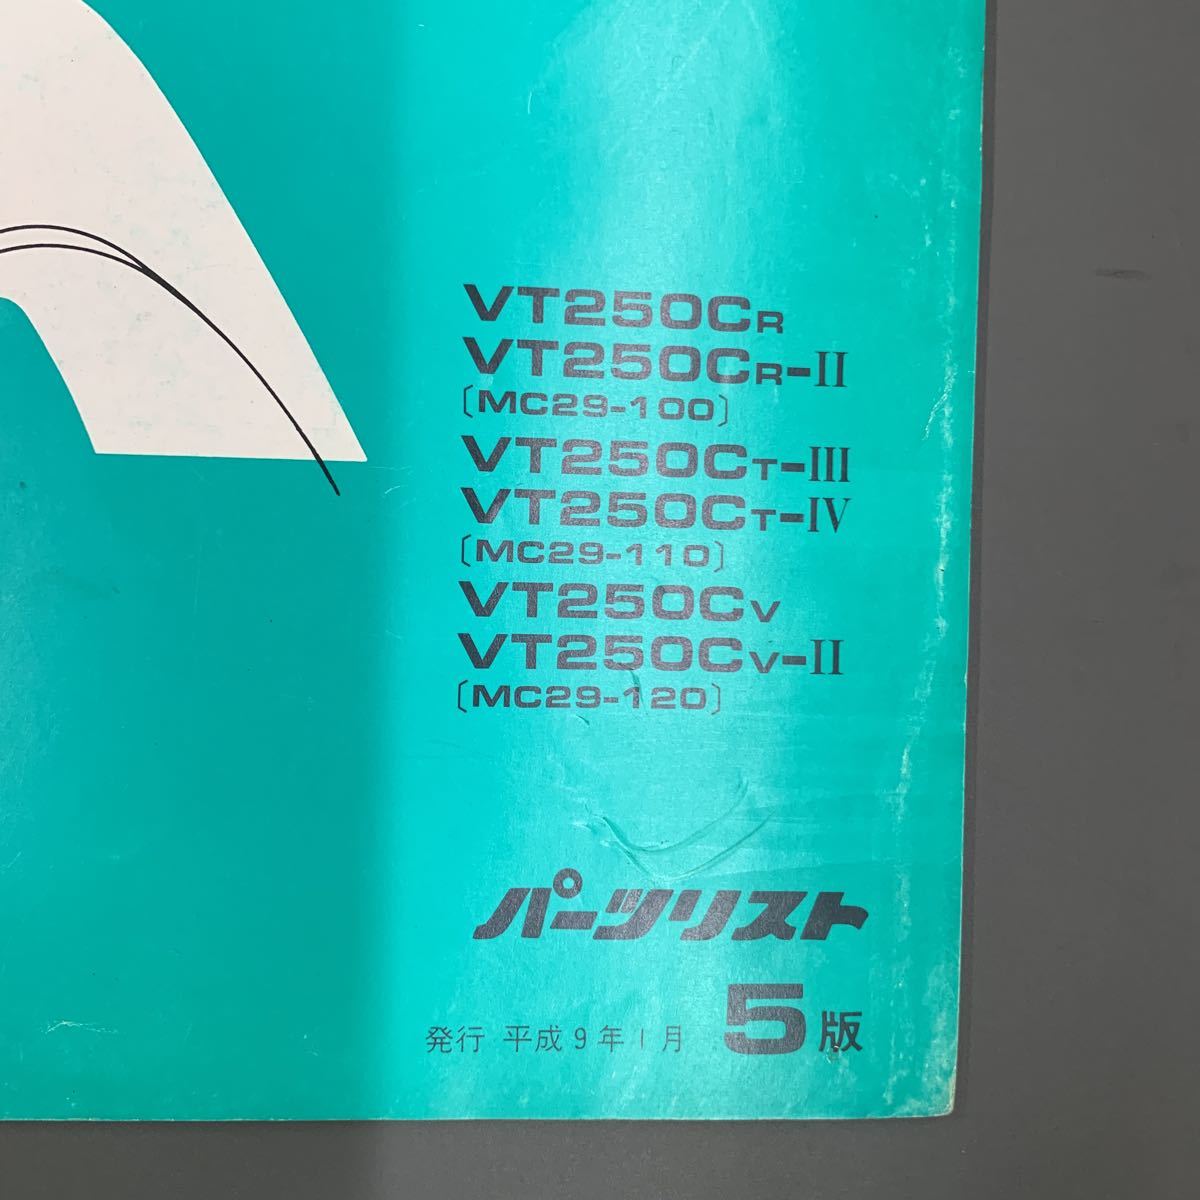 VT250CR
VT250CR-II
〔MC29-100〕
VT250CT-III
VT250CT-IV
〔MC29-110〕
VT250CV
VT250CV-II
〔MC29-120〕
パーツリスト
発行 平成9年1月 5版